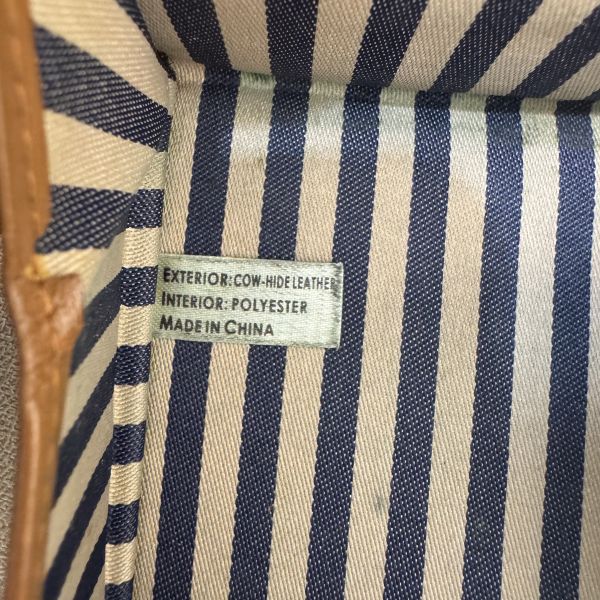 EXTERIOR: COW-HIDE LEATHER
INTERIOR: POLYESTER
MADE IN CHINA